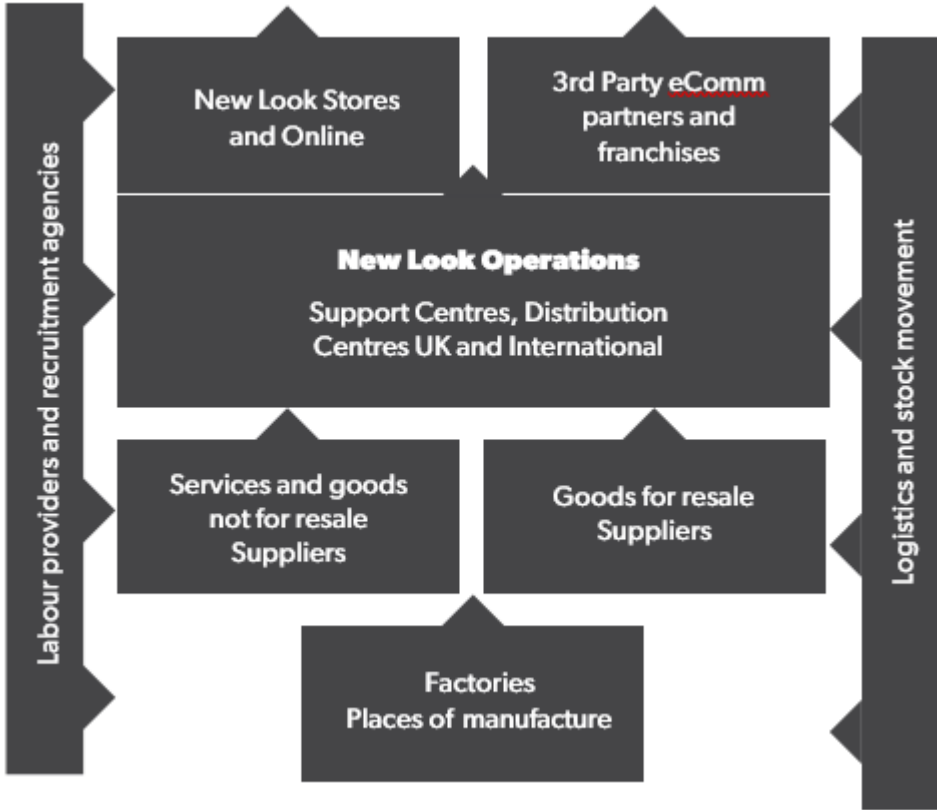 Labour providers and recruitment agencies
New Look Stores
and Online
3rd Party eComm
partners and
franchises
New Look Operations
Support Centres, Distribution
Centres UK and International
Services and goods
not for resale
Suppliers
Goods for resale
Suppliers
Factories
Places of manufacture
Logistics and stock movement